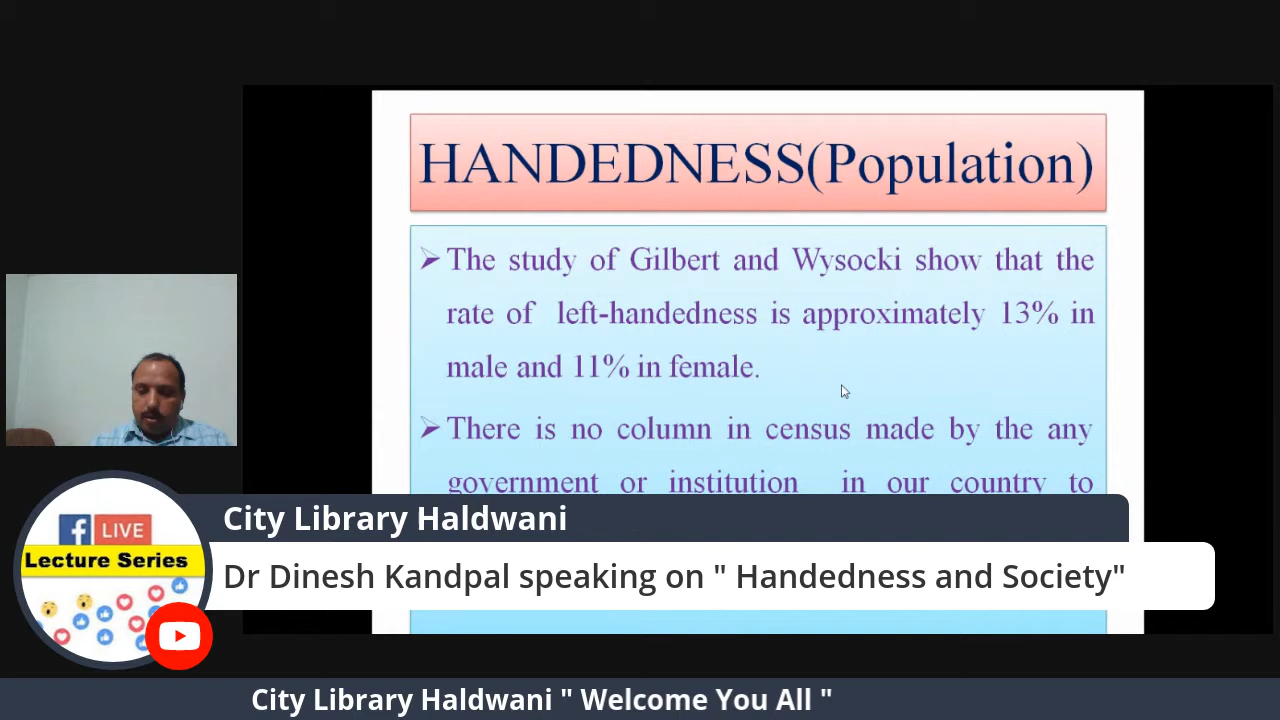 HANDEDNESS(Population)
➢ The study of Gilbert and Wysocki show that the
rate of left-handedness is approximately 13% in
male and 11% in female.
➢ There is no column in census made by the any
government or institution in our country to
City Library Haldwani
LIVE
Lecture Series
Dr Dinesh Kandpal speaking on " Handedness and Society"
City Library Haldwani " Welcome You All "